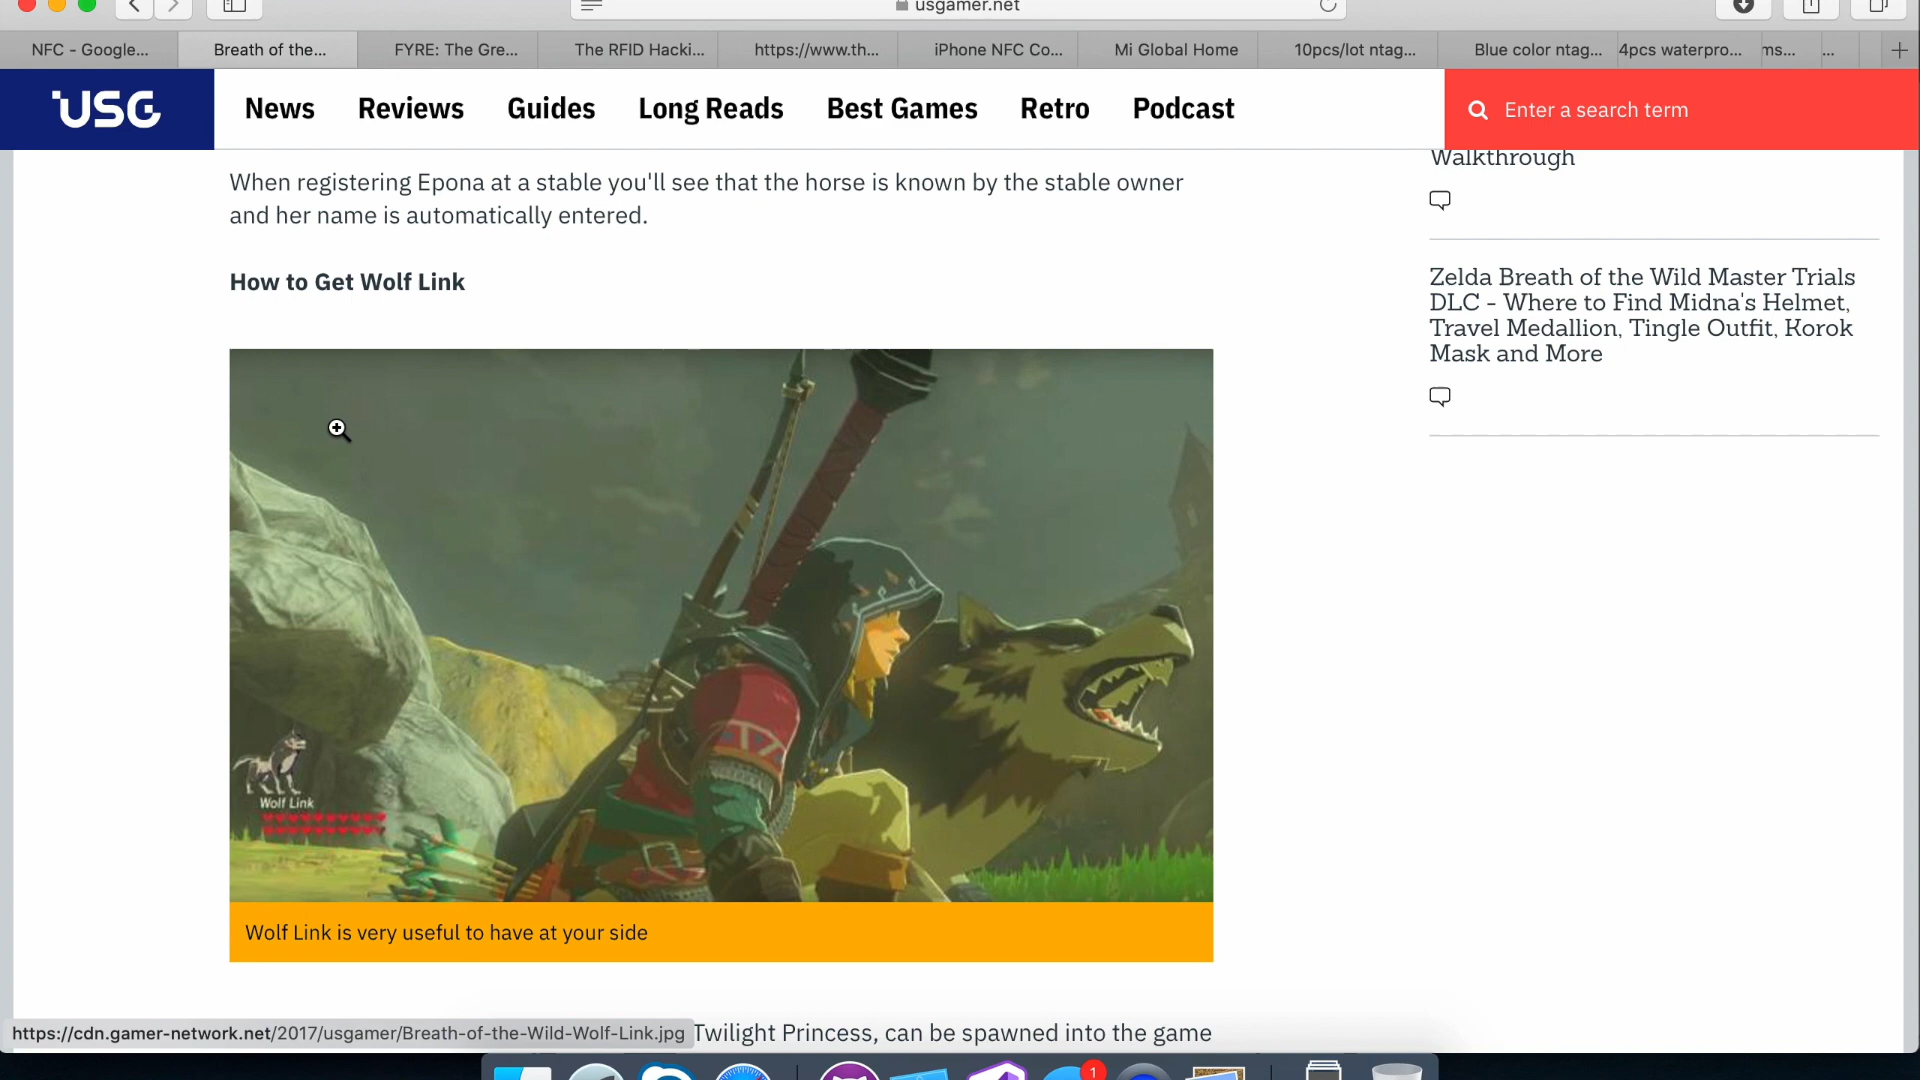 usgamer.net
NFC - Google...
Breath of the...
FYRE: The Gre...
The RFID Hacki...
https://www.th...
iPhone NFC Co...
Mi Global Home
10pcs/lot ntag...
Blue color ntag...
4pcs waterpro...
ms...
...
USG
News
Reviews
Guides
Long Reads
Best Games
Retro
Podcast
Enter a search term
When registering Epona at a stable you'll see that the horse is known by the stable owner
and her name is automatically entered.
How to Get Wolf Link
Wolf Link
Wolf Link is very useful to have at your side
Twilight Princess, can be spawned into the game
https://cdn.gamer-network.net/2017/usgamer/Breath-of-the-Wild-Wolf-Link.jpg
Walkthrough
Zelda Breath of the Wild Master Trials
DLC - Where to Find Midna's Helmet,
Travel Medallion, Tingle Outfit, Korok
Mask and More
1